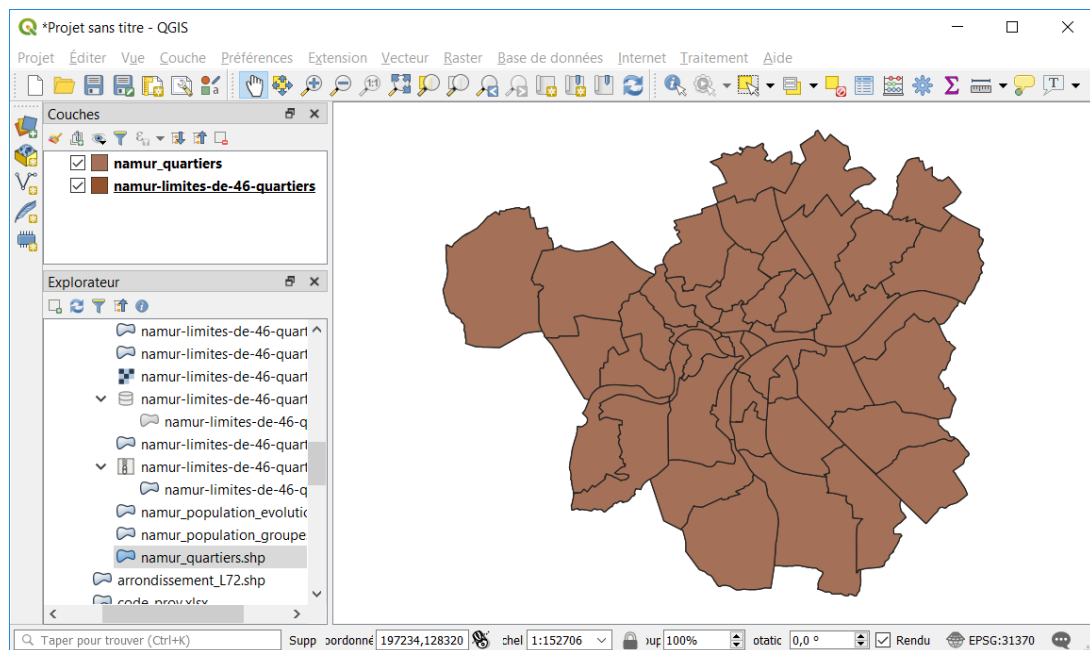 *Projet sans titre - QGIS
Projet Éditer Vue Couche Préférences Extension Vecteur Raster Base de données Internet Traitement Aide
Couches
namur_quartiers
namur-limites-de-46-quartiers
Explorateur
namur-limites-de-46-quart
namur-limites-de-46-quart
namur-limites-de-46-quart
namur-limites-de-46-quart
namur-limites-de-46-q
namur-limites-de-46-quart
namur-limites-de-46-quart
namur-limites-de-46-q
namur_population_evolutic
namur_population_groupe
namur_quartiers.shp
arrondissement_L72.shp
code_prov.xlsx
Taper pour trouver (Ctrl+K) Supp oordonné 197234,128320 chel 1:152706 oup 100% otatic 0,0 ° Rendu EPSG:31370